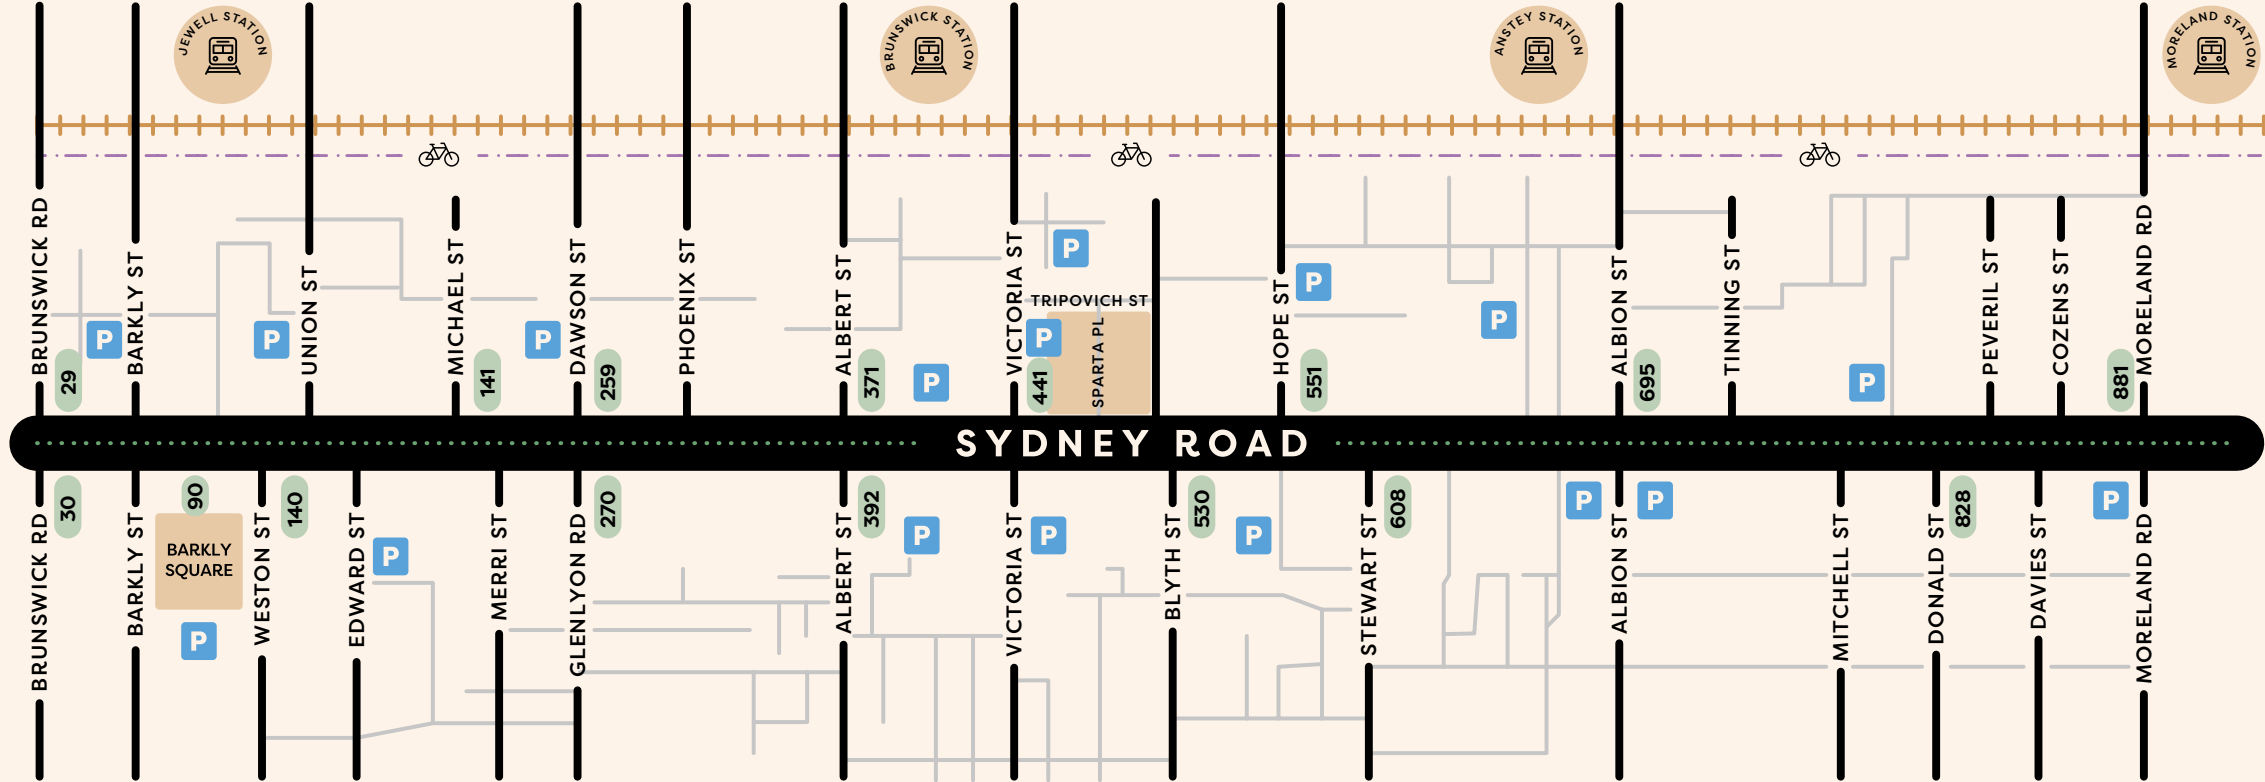 JEWELL STATION
BRUNSWICK STATION
ANSTEY STATION
MORELAND STATION
BRUNSWICK RD
29
P
BARKLY ST
P
UNION ST
MICHAEL ST
141
P
DAWSON ST
259
PHOENIX ST
ALBERT ST
371
P
VICTORIA ST
P
TRIPOVICH ST
P
441
SPARTA PL
HOPE ST
P
551
P
ALBION ST
695
TINNING ST
P
PEVERIL ST
COZENS ST
881
MORELAND RD
SYDNEY ROAD
BRUNSWICK RD
30
BARKLY ST
90
BARKLY
SQUARE
P
WESTON ST
140
EDWARD ST
P
MERRI ST
GLENLYON RD
270
ALBERT ST
392
P
VICTORIA ST
P
BLYTH ST
530
P
STEWART ST
608
P
ALBION ST
P
MITCHELL ST
DONALD ST
828
DAVIES ST
P
MORELAND RD